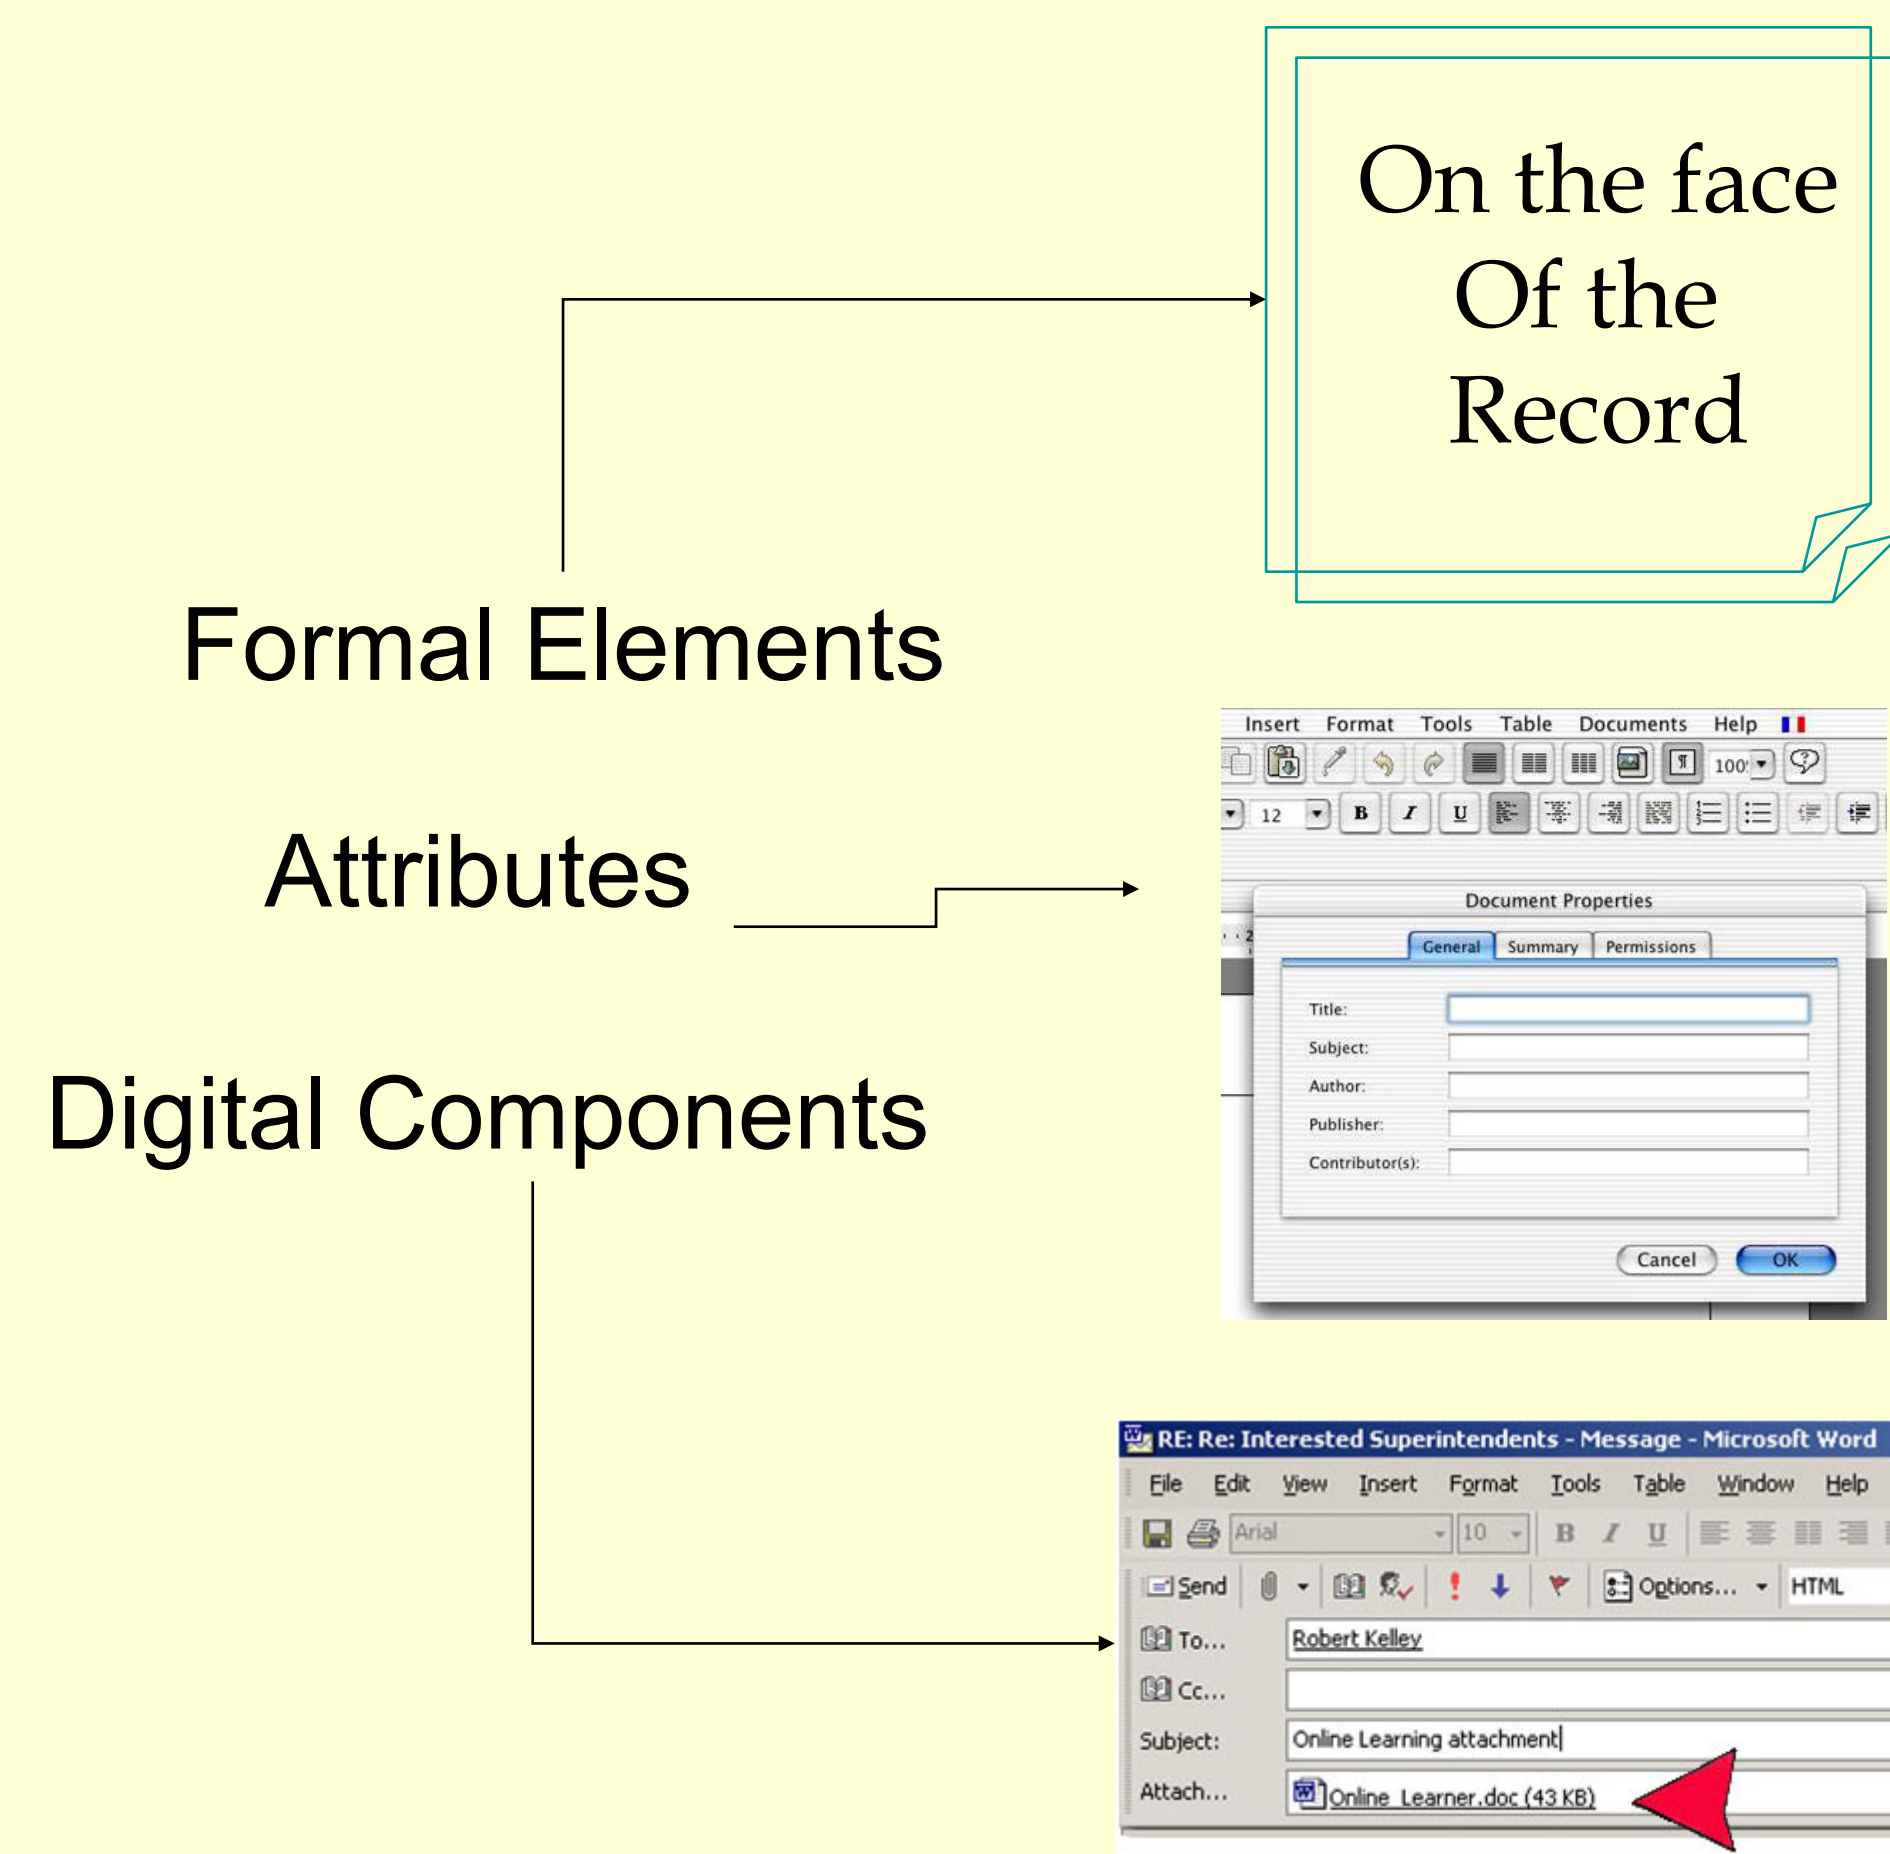 On the face
Of the
Record
Formal Elements
Attributes
Digital Components
Insert Format Tools Table Documents Help
100
12 B I U
Document Properties
General Summary Permissions
Title:
Subject:
Author:
Publisher:
Contributor(s):
Cancel OK
RE: Re: Interested Superintendents - Message - Microsoft Word
File Edit View Insert Format Tools Table Window Help
Arial 10 B I U
Send Options... HTML
To... Robert Kelley
Cc...
Subject: Online Learning attachment
Attach... Online_Learner.doc (43 KB)